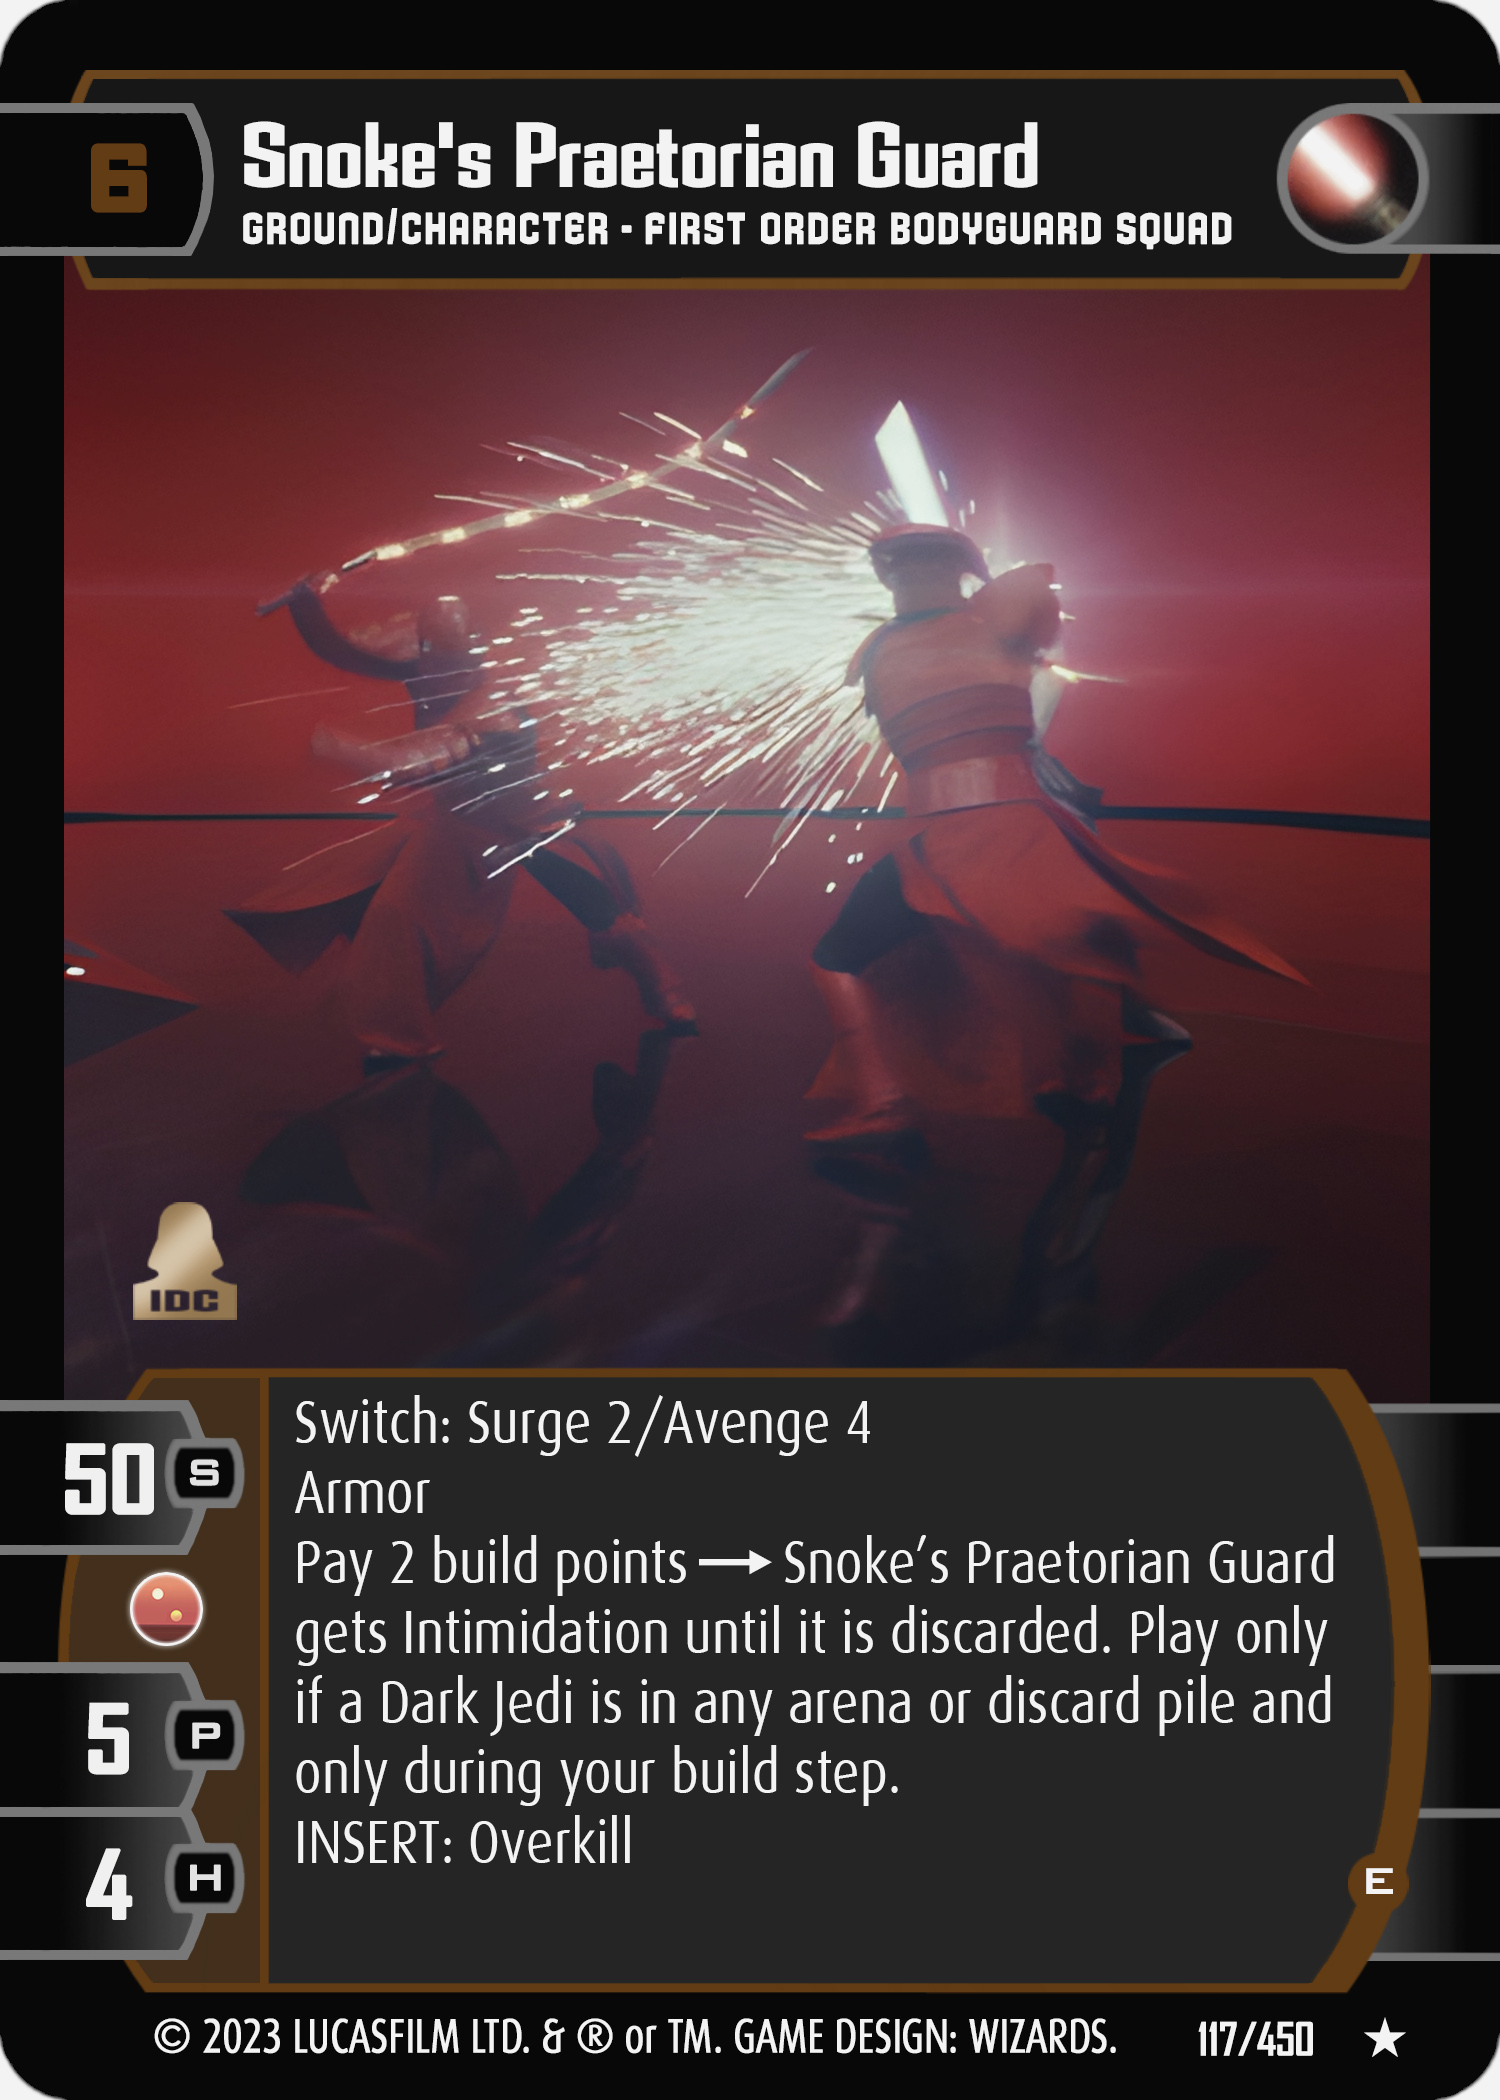 6
Snoke's Praetorian Guard
GROUND/CHARACTER - FIRST ORDER BODYGUARD SQUAD
IDC
50 S
5 P
4 H
Switch: Surge 2/Avenge 4
Armor
Pay 2 build points → Snoke’s Praetorian Guard
gets Intimidation until it is discarded. Play only
if a Dark Jedi is in any arena or discard pile and
only during your build step.
INSERT: Overkill
E
© 2023 LUCASFILM LTD. & ® or TM. GAME DESIGN: WIZARDS. 117/450 ★